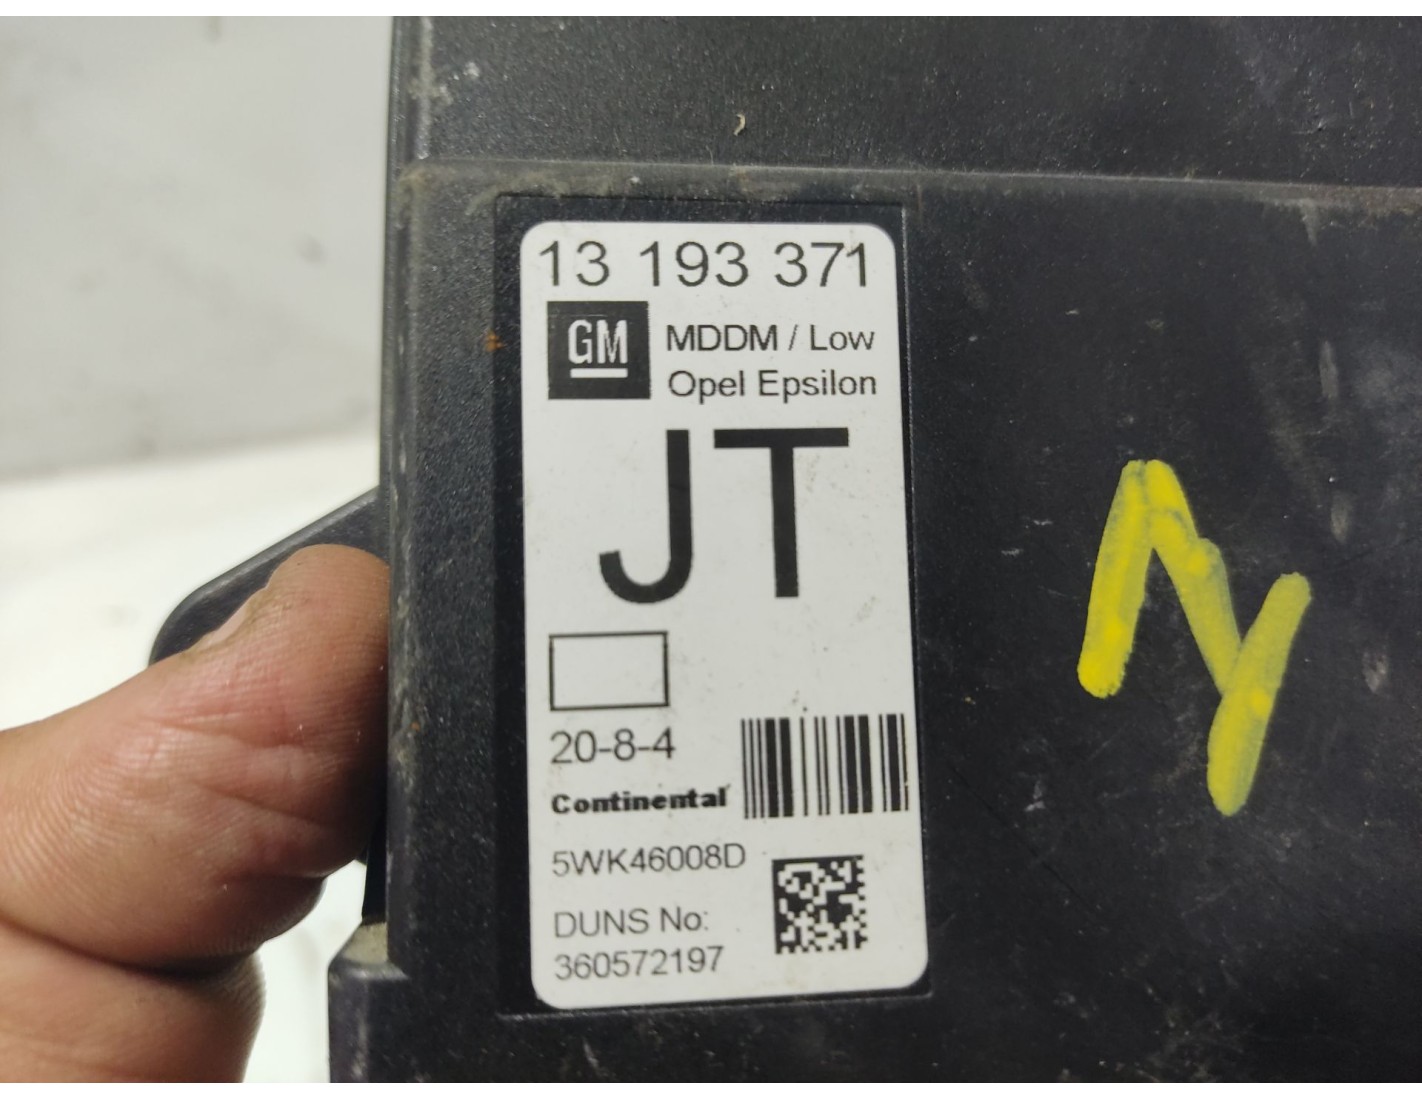 13 193 371
GM
MDDM / Low
Opel Epsilon
JT
20-8-4
Continental
5WK46008D
DUNS No:
360572197